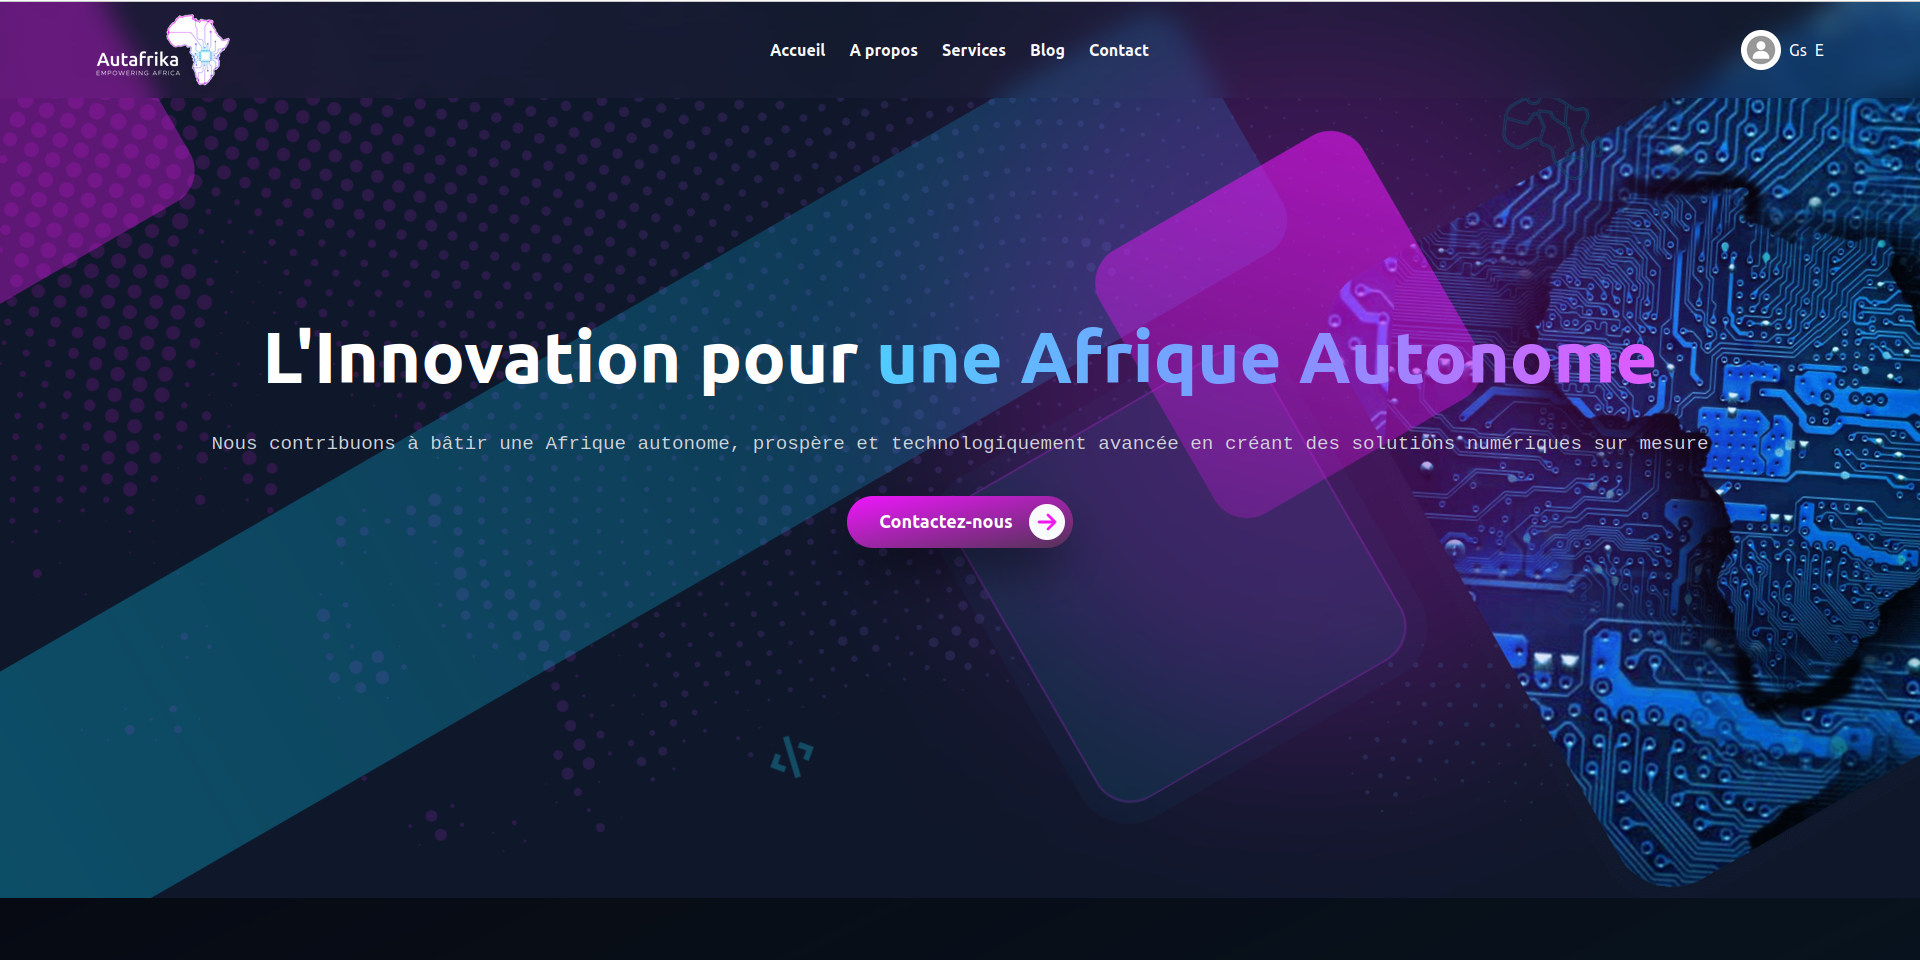 Autafrika
EMPOWERING AFRICA
Accueil A propos Services Blog Contact
Gs E
L'Innovation pour une Afrique Autonome
Nous contribuons à bâtir une Afrique autonome, prospère et technologiquement avancée en créant des solutions numériques sur mesure
Contactez-nous